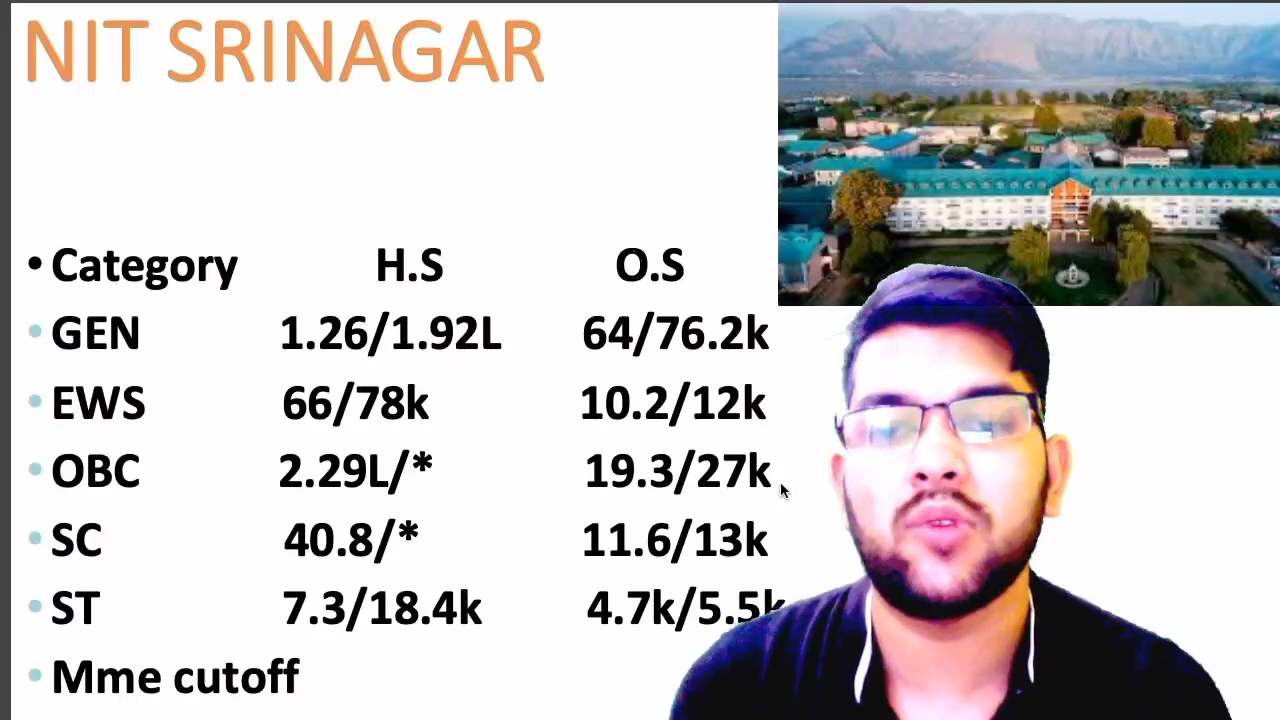 NIT SRINAGAR
• Category H.S O.S
• GEN 1.26/1.92L 64/76.2k
• EWS 66/78k 10.2/12k
• OBC 2.29L/* 19.3/27k
• SC 40.8/* 11.6/13k
• ST 7.3/18.4k 4.7k/5.5k
• Mme cutoff